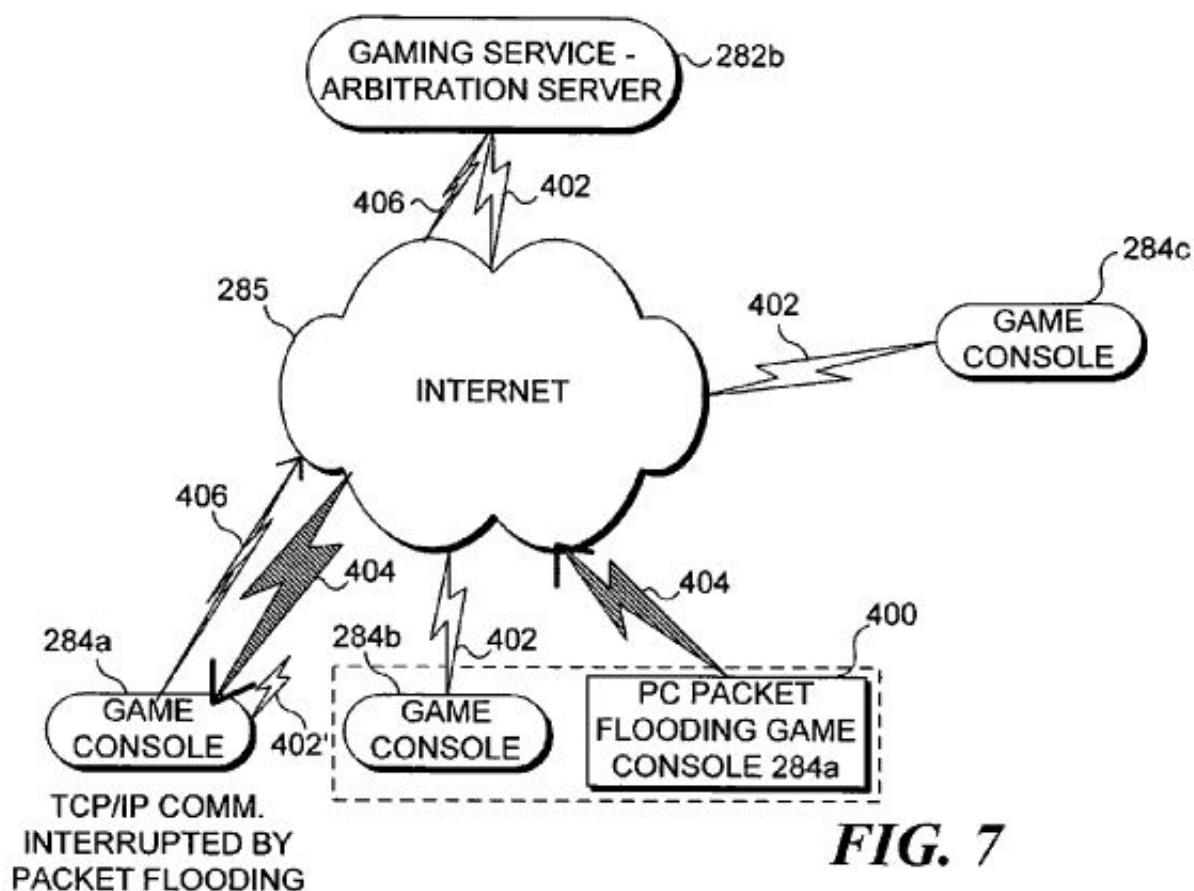 GAMING SERVICE -
ARBITRATION SERVER
282b
406
402
284c
GAME
CONSOLE
402
285
INTERNET
406
404
404
400
284a
284b
402
GAME
CONSOLE
402'
GAME
CONSOLE
PC PACKET
FLOODING GAME
CONSOLE 284a
TCP/IP COMM.
INTERRUPTED BY
PACKET FLOODING
FIG. 7